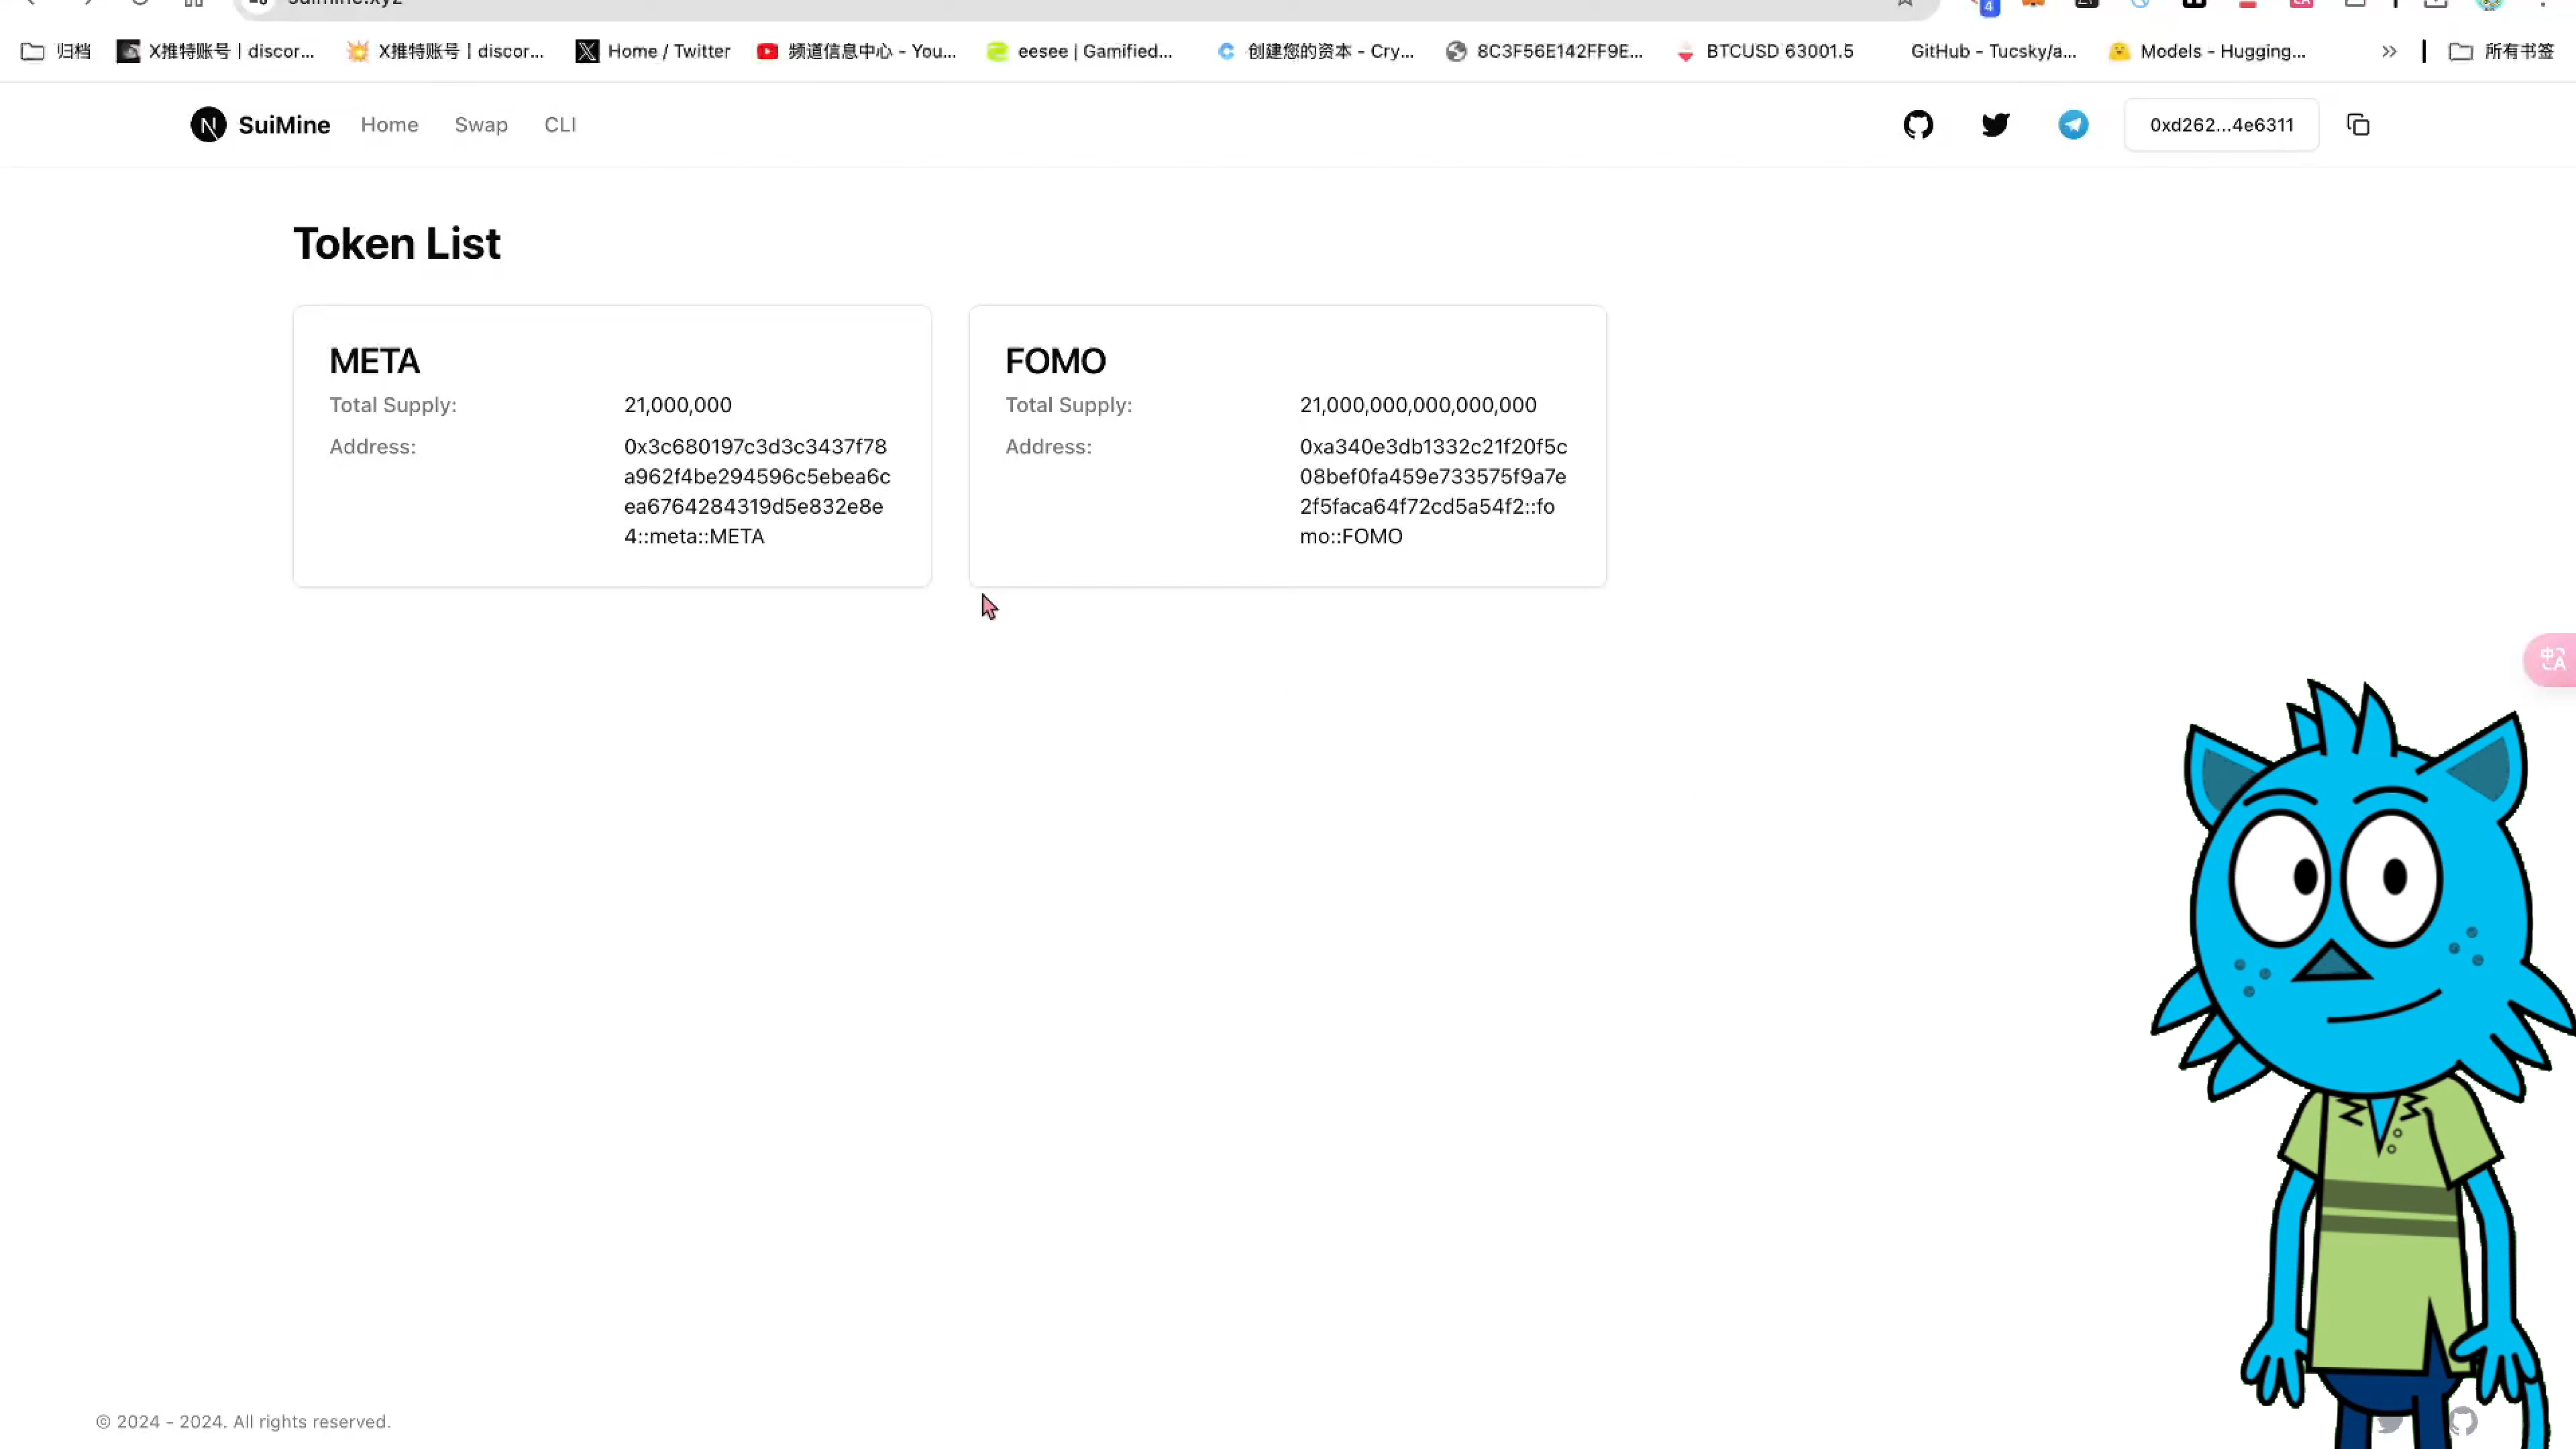 suimine.xyz
归档
X推特账号 | discor...
X推特账号 | discor...
Home / Twitter
频道信息中心 - You...
eesee | Gamified...
创建您的资本 - Cry...
8C3F56E142FF9E...
BTCUSD 63001.5
GitHub - Tucsky/a...
Models - Hugging...
所有书签
SuiMine
Home
Swap
CLI
0xd262...4e6311
Token List
META
Total Supply:
21,000,000
Address:
0x3c680197c3d3c3437f78
a962f4be294596c5ebea6c
ea6764284319d5e832e8e
4::meta::META
FOMO
Total Supply:
21,000,000,000,000,000
Address:
0xa340e3db1332c21f20f5c
08bef0fa459e733575f9a7e
2f5faca64f72cd5a54f2::fo
mo::FOMO
© 2024 - 2024. All rights reserved.